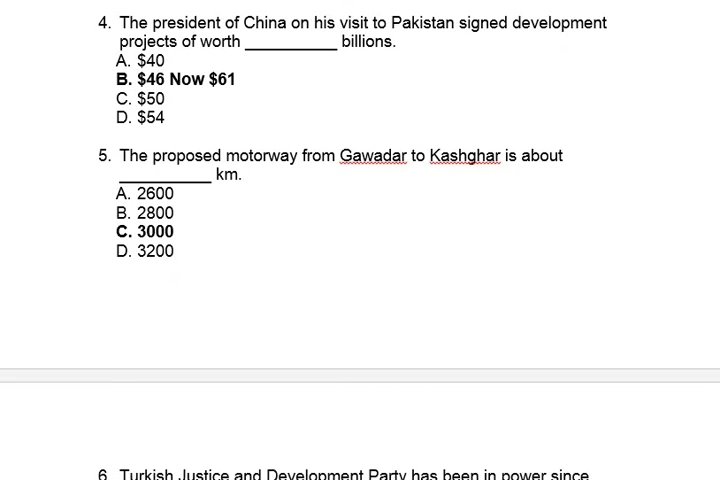 4. The president of China on his visit to Pakistan signed development
projects of worth __________ billions.
A. $40
B. $46 Now $61
C. $50
D. $54
5. The proposed motorway from Gawadar to Kashghar is about
__________ km.
A. 2600
B. 2800
C. 3000
D. 3200
6. Turkish Justice and Development Party has been in power since